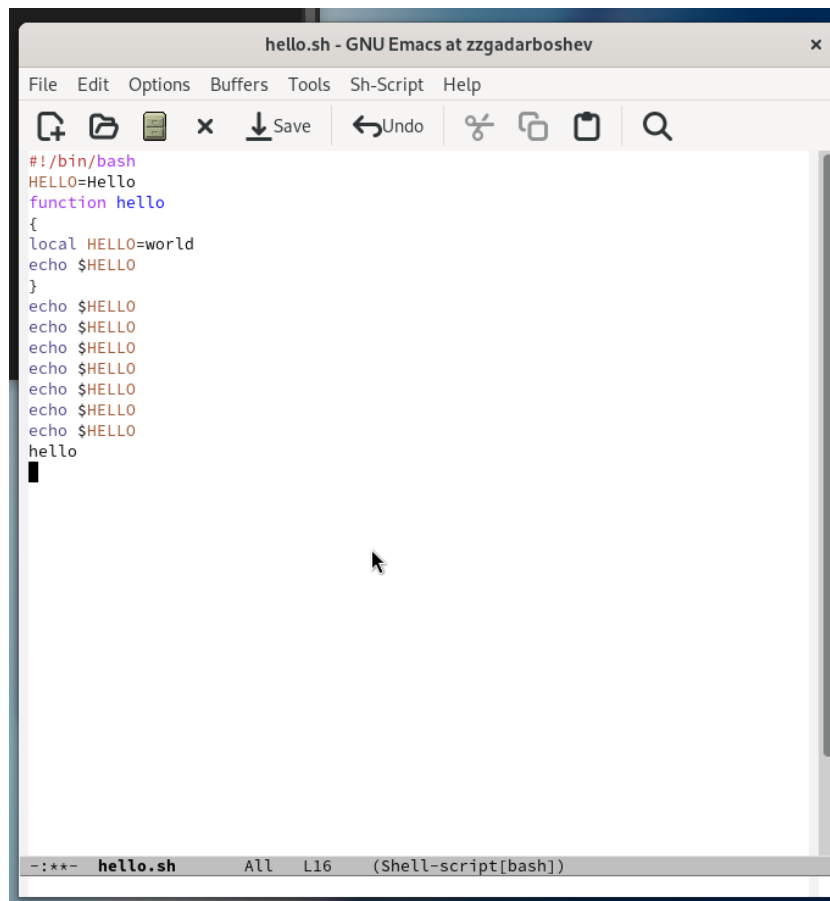 hello.sh - GNU Emacs at zzgadarboshev
File Edit Options Buffers Tools Sh-Script Help
Save Undo
#!/bin/bash
HELLO=Hello
function hello
{
local HELLO=world
echo $HELLO
}
echo $HELLO
echo $HELLO
echo $HELLO
echo $HELLO
echo $HELLO
echo $HELLO
echo $HELLO
hello
-:**- hello.sh All L16 (Shell-script[bash])